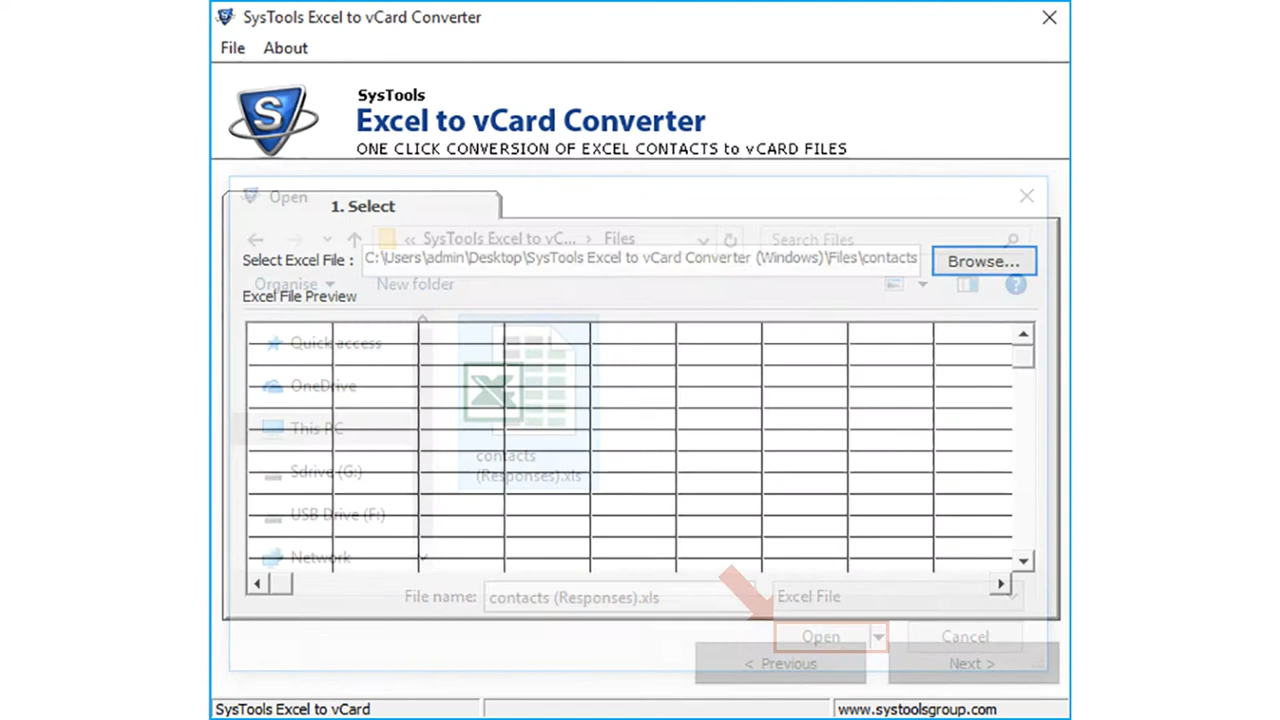 SysTools Excel to vCard Converter
File About
S
SysTools
Excel to vCard Converter
ONE CLICK CONVERSION OF EXCEL CONTACTS to vCARD FILES
Open
1. Select
« SysTools Excel to vC... > Files
Search Files
Select Excel File : C:\Users\admin\Desktop\SysTools Excel to vCard Converter (Windows)\Files\contacts
Browse...
Organise New folder ?
Excel File Preview
Quick access
OneDrive
This PC
Sdrive (G:)
USB Drive (F:)
Network
contacts
(Responses).xls
File name: contacts (Responses).xls Excel File
Open Cancel
< Previous Next >
SysTools Excel to vCard www.systoolsgroup.com